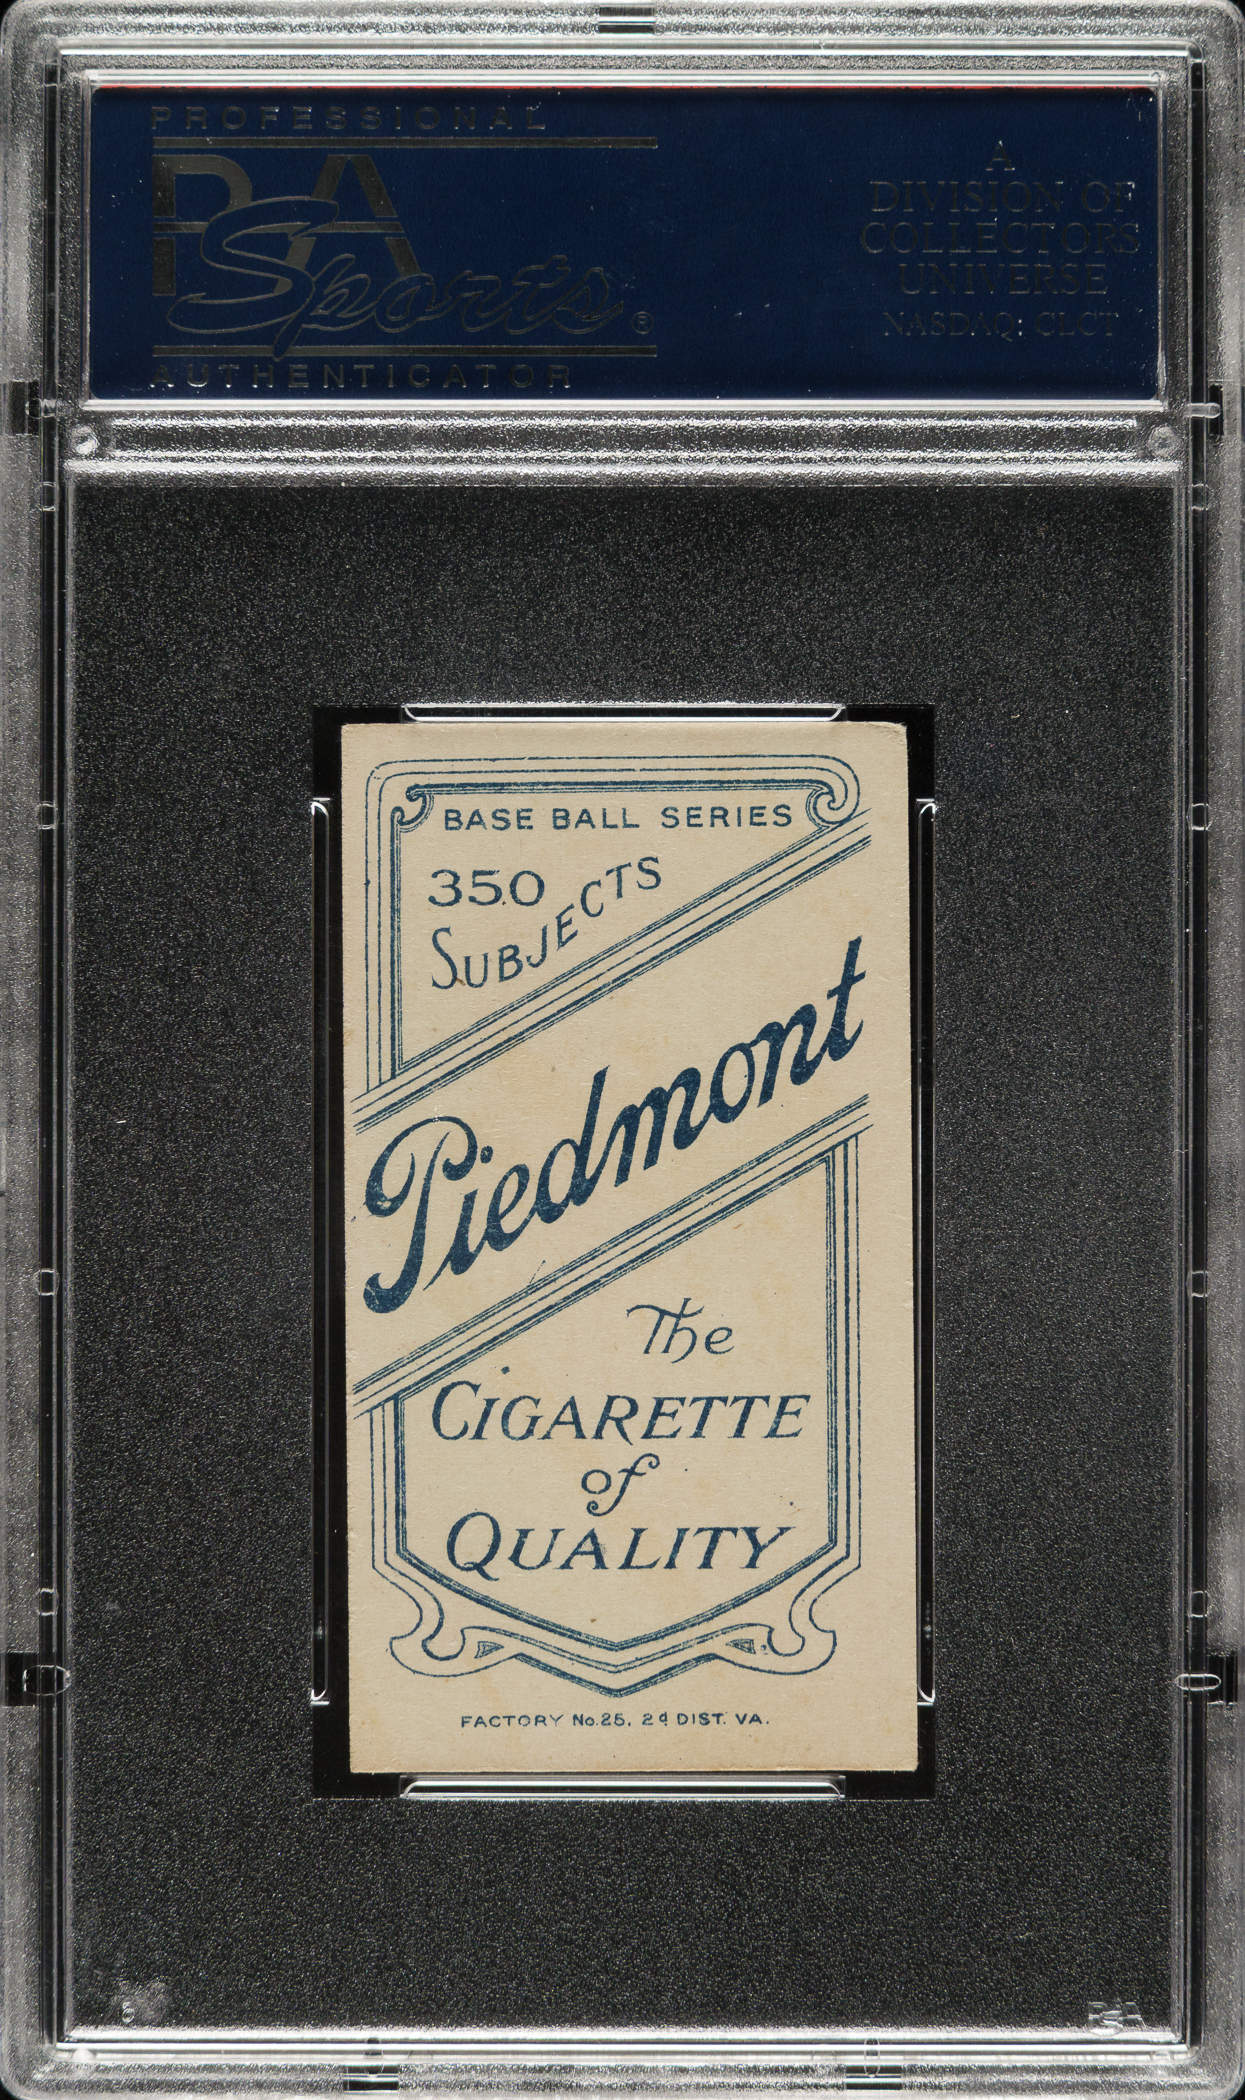 PROFESSIONAL
PSA
Sports®
AUTHENTICATOR
A
DIVISION OF
COLLECTORS
UNIVERSE
NASDAQ: CLCT
BASE BALL SERIES
350
SUBJECTS
Piedmont
The
CIGARETTE
of
QUALITY
FACTORY No. 25, 2d DIST. VA.
PSA